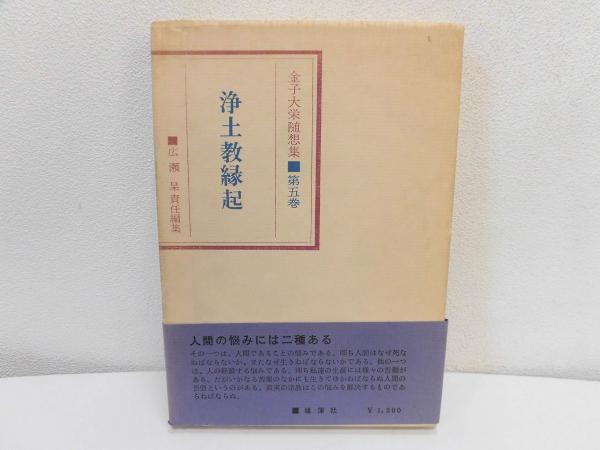 金子大栄随想集■第五巻
浄土教縁起
■広瀬 杲責任編集
人間の悩みには二種ある
その一つは、人間であることの悩みである。即ち人間はなぜ死な
ねばならないか。またなぜ生きねばならないかである。他の一つ
は、人の経験する悩みである。即ち私達の生涯には様々の苦難が
ある。だがいかなる苦難のなかにも生きてゆかねばならぬ人間の
苦悩というのがある。真実の宗教はこの悩みを解決するものであ
らねばならぬ。
■雄渾社 ¥1,200